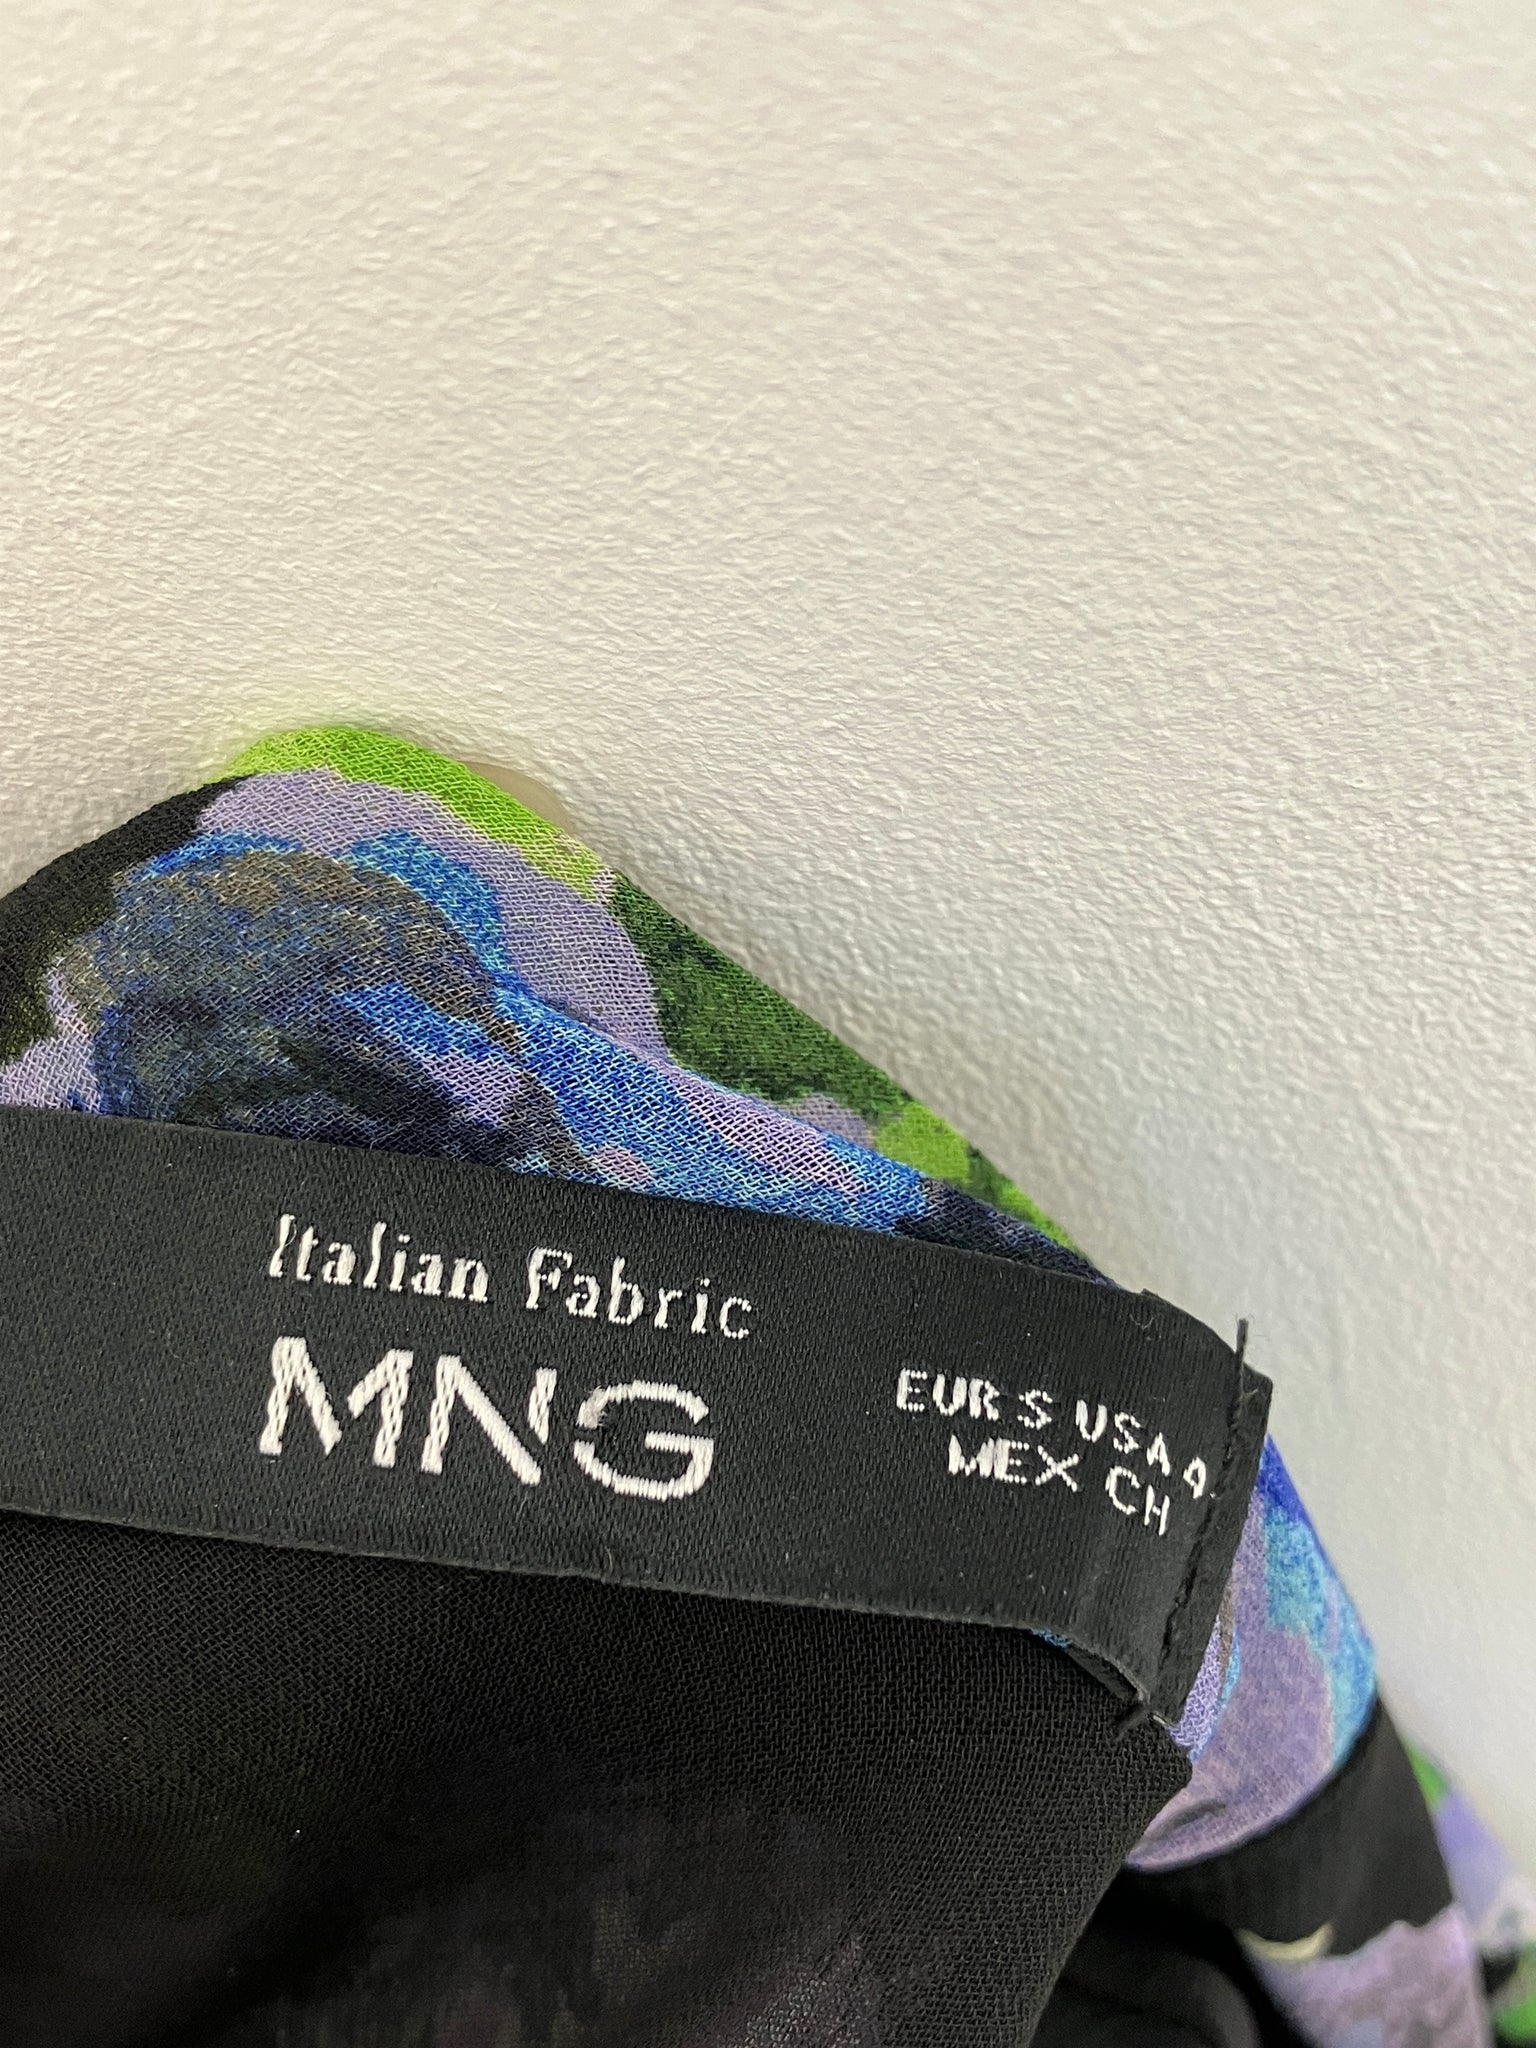 Italian Fabric
MNG
EUR S USA 4
MEX CH